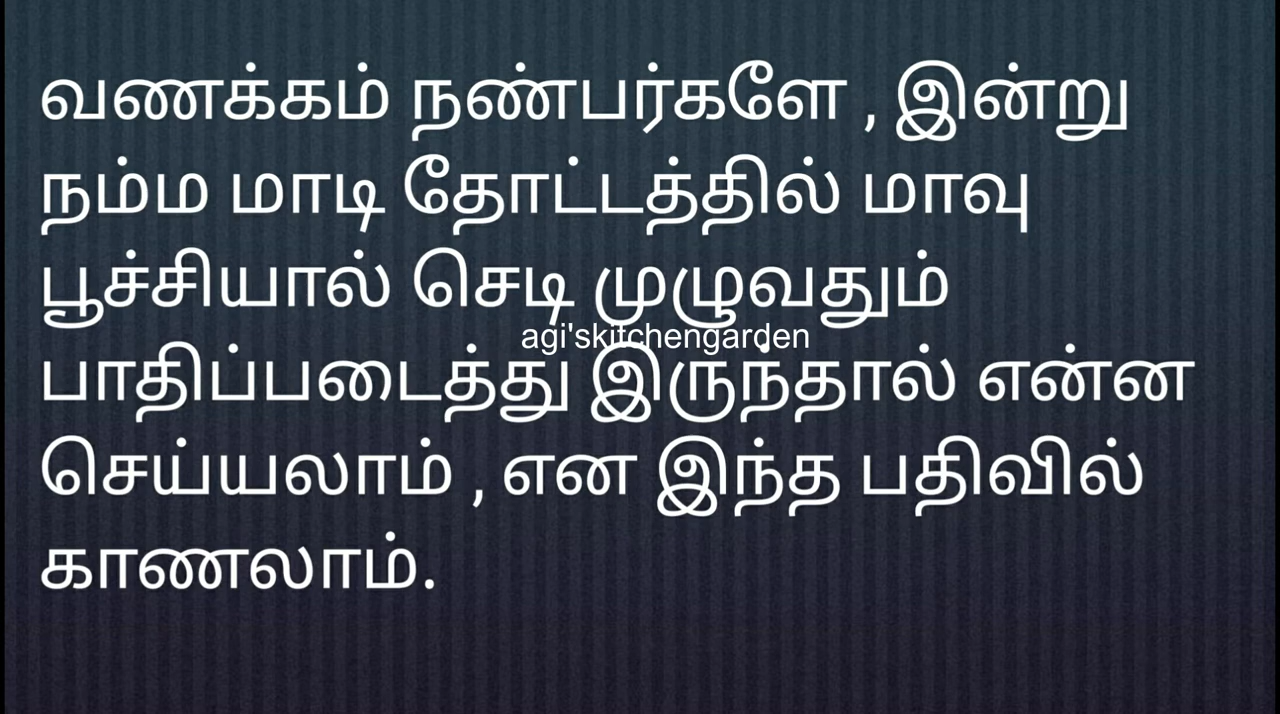 வணக்கம் நண்பர்களே , இன்று
நம்ம மாடி தோட்டத்தில் மாவு
பூச்சியால் செடி முழுவதும்
agi'skitchengarden
பாதிப்படைத்து இருந்தால் என்ன
செய்யலாம் , என இந்த பதிவில்
காணலாம்.